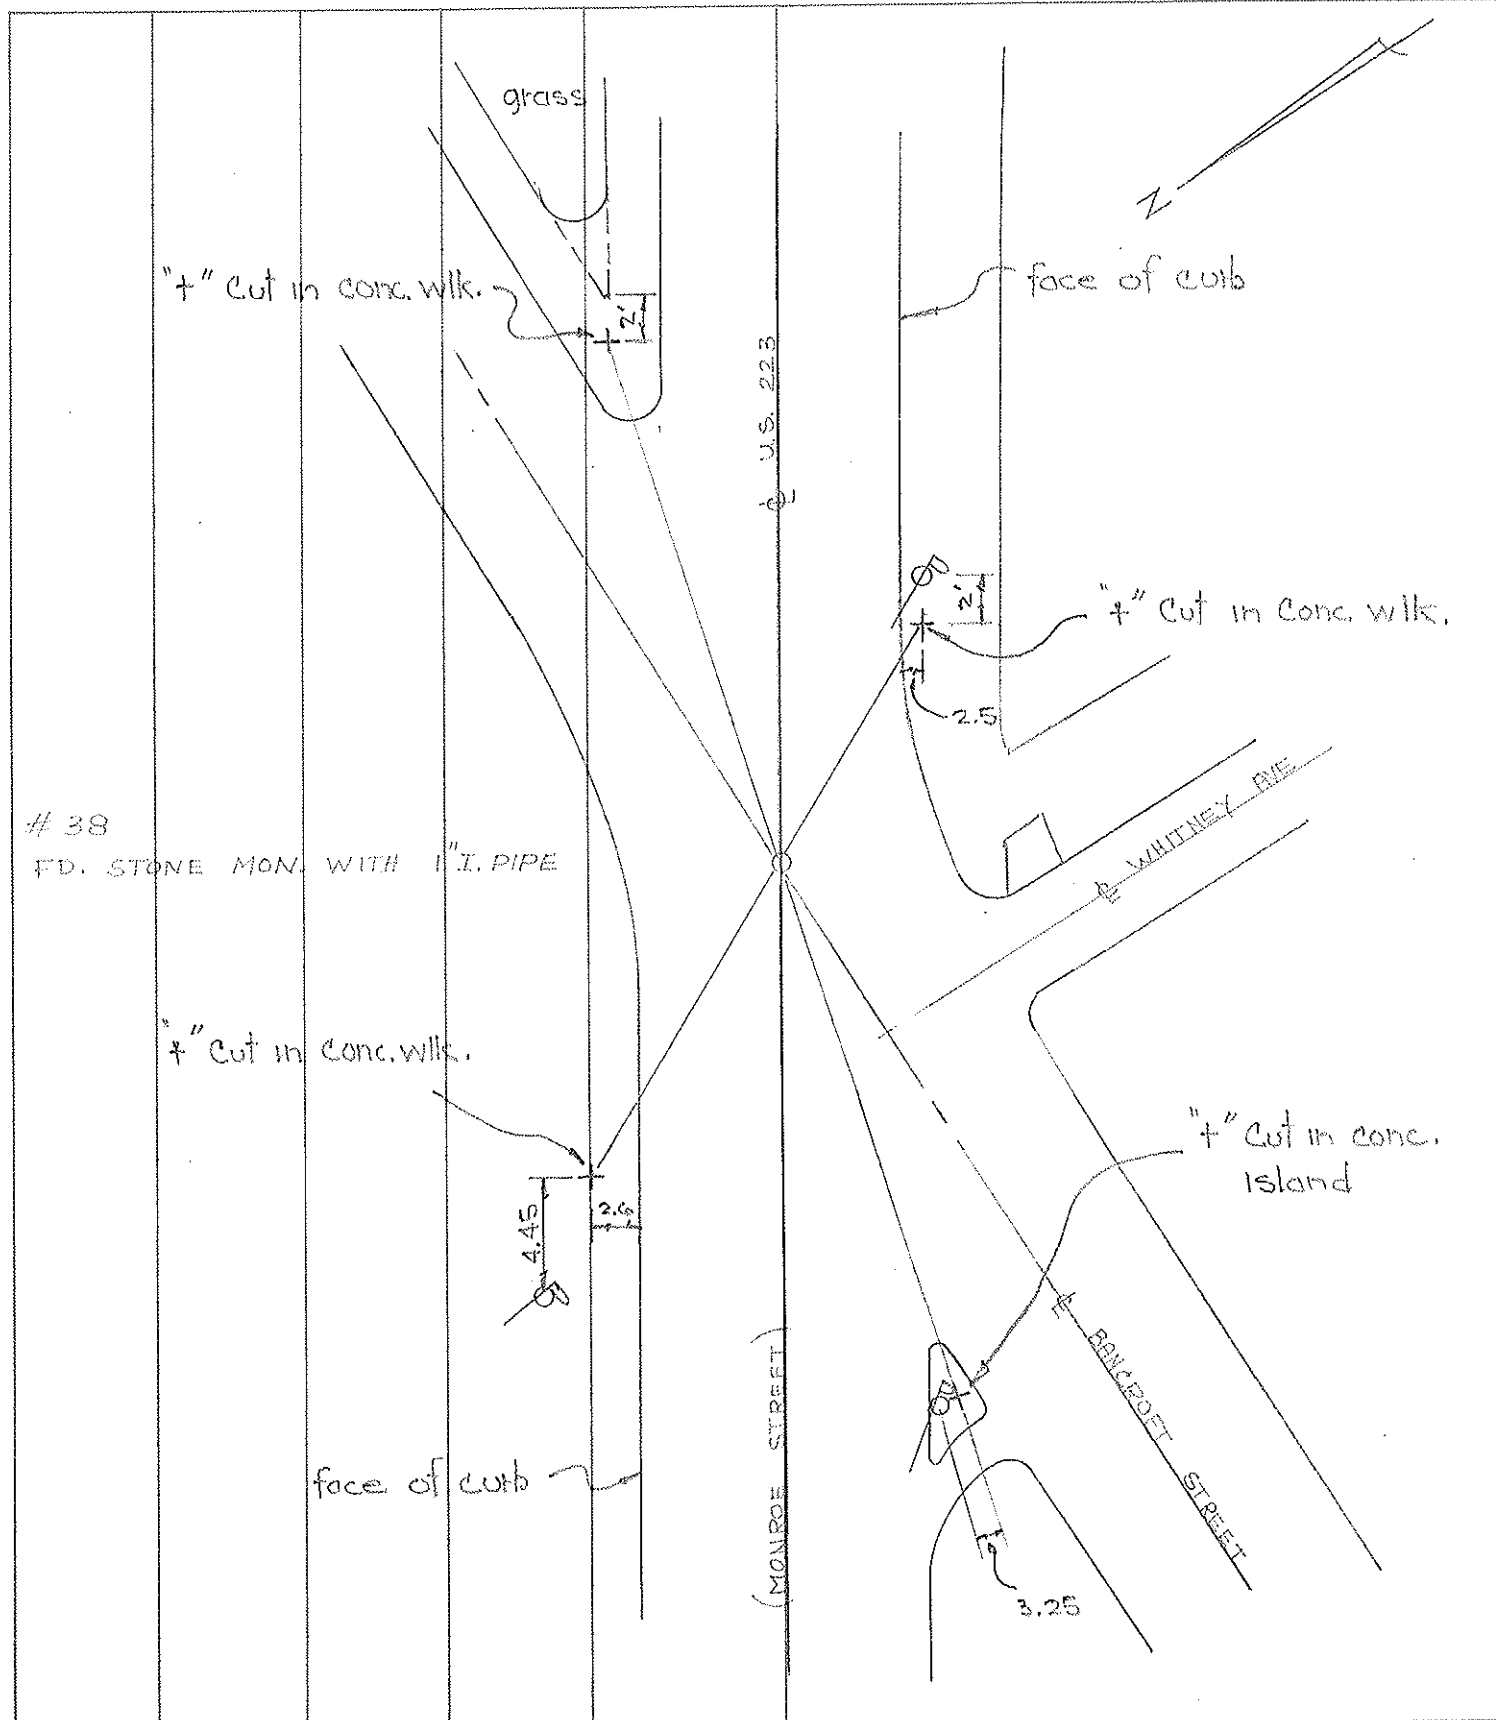 grass
N
"+" Cut in conc. wlk.
2'
face of curb
U.S. 223
℄
2'
"+" Cut in Conc. wlk.
2.5
# 38
FD. STONE MON. WITH 1" I. PIPE
℄ WHITNEY AVE
"+" Cut in Conc. wlk.
"+" Cut in conc.
Island
4.45
2.6
℄ BANCROFT STREET
(MONROE STREET)
face of curb
3.25